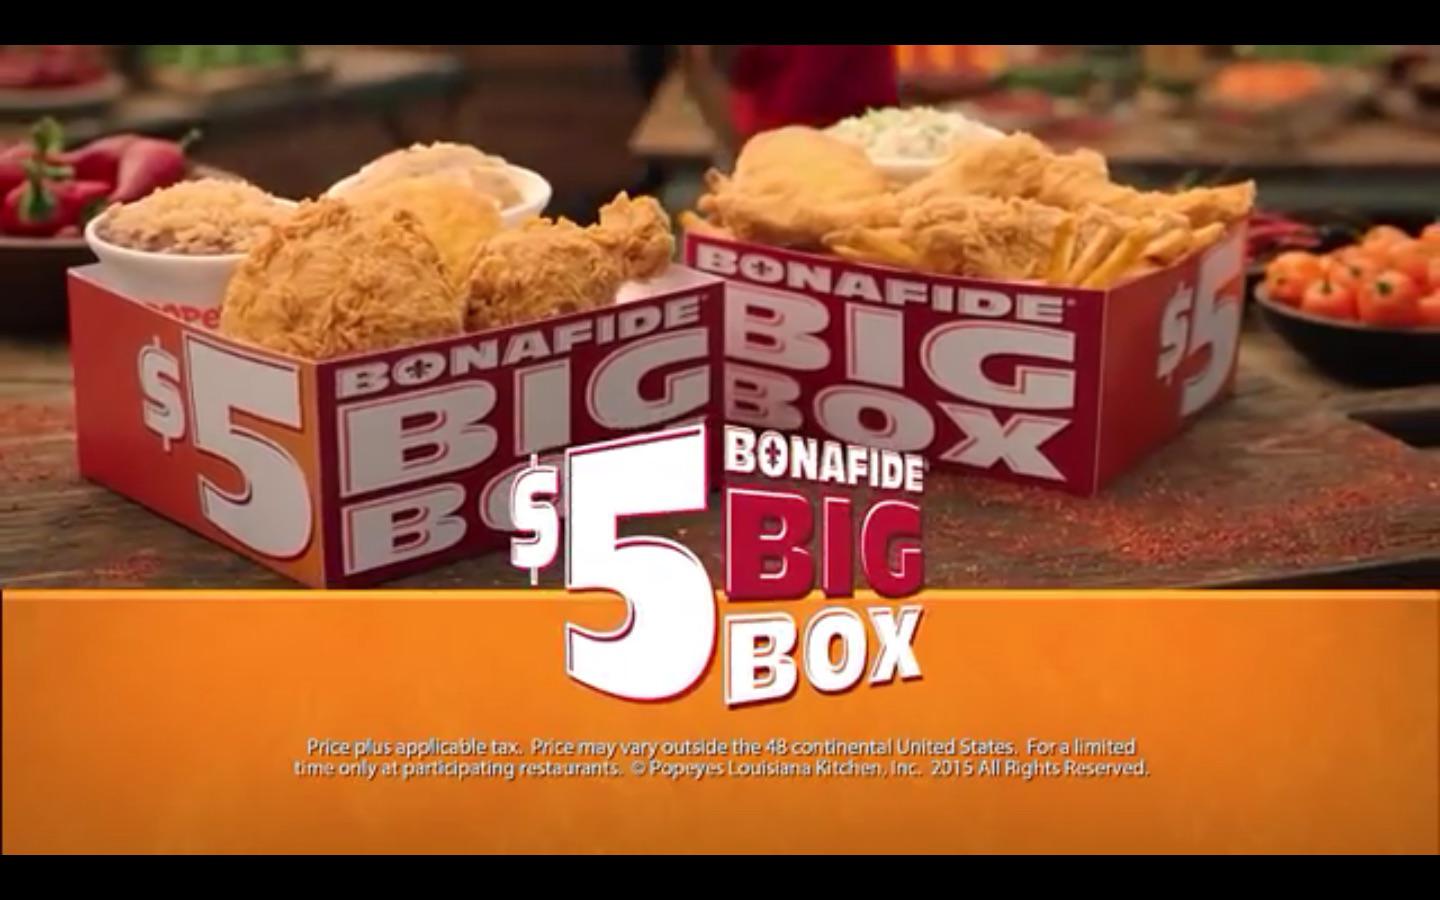 OPE
$5
BONAFIDE
BIG
B
BONAFIDE®
BIG
BOX
$5
$5 BONAFIDE
BIG
BOX
Price plus applicable tax. Price may vary outside the 48 continental United States. For a limited
time only at participating restaurants. © Popeyes Louisiana Kitchen, Inc. 2015 All Rights Reserved.